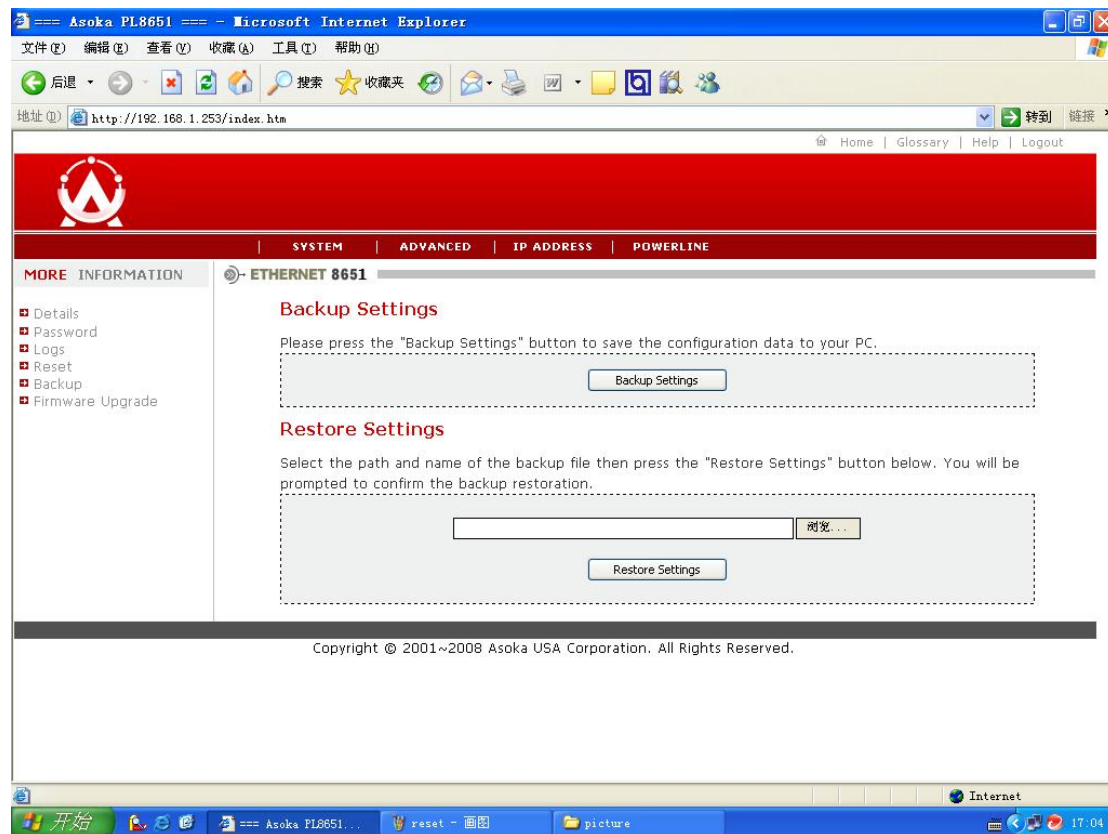 === Asoka PL8651 === - Microsoft Internet Explorer
文件(F) 编辑(E) 查看(V) 收藏(A) 工具(T) 帮助(H)
后退 搜索 收藏夹
地址(D) http://192.168.1.253/index.htm 转到 链接
Home | Glossary | Help | Logout
| SYSTEM | ADVANCED | IP ADDRESS | POWERLINE
MORE INFORMATION
Details
Password
Logs
Reset
Backup
Firmware Upgrade
ETHERNET 8651
Backup Settings
Please press the "Backup Settings" button to save the configuration data to your PC.
Backup Settings
Restore Settings
Select the path and name of the backup file then press the "Restore Settings" button below. You will be
prompted to confirm the backup restoration.
浏览...
Restore Settings
Copyright © 2001~2008 Asoka USA Corporation. All Rights Reserved.
Internet
开始 === Asoka PL8651... reset - 画图 picture 17:04